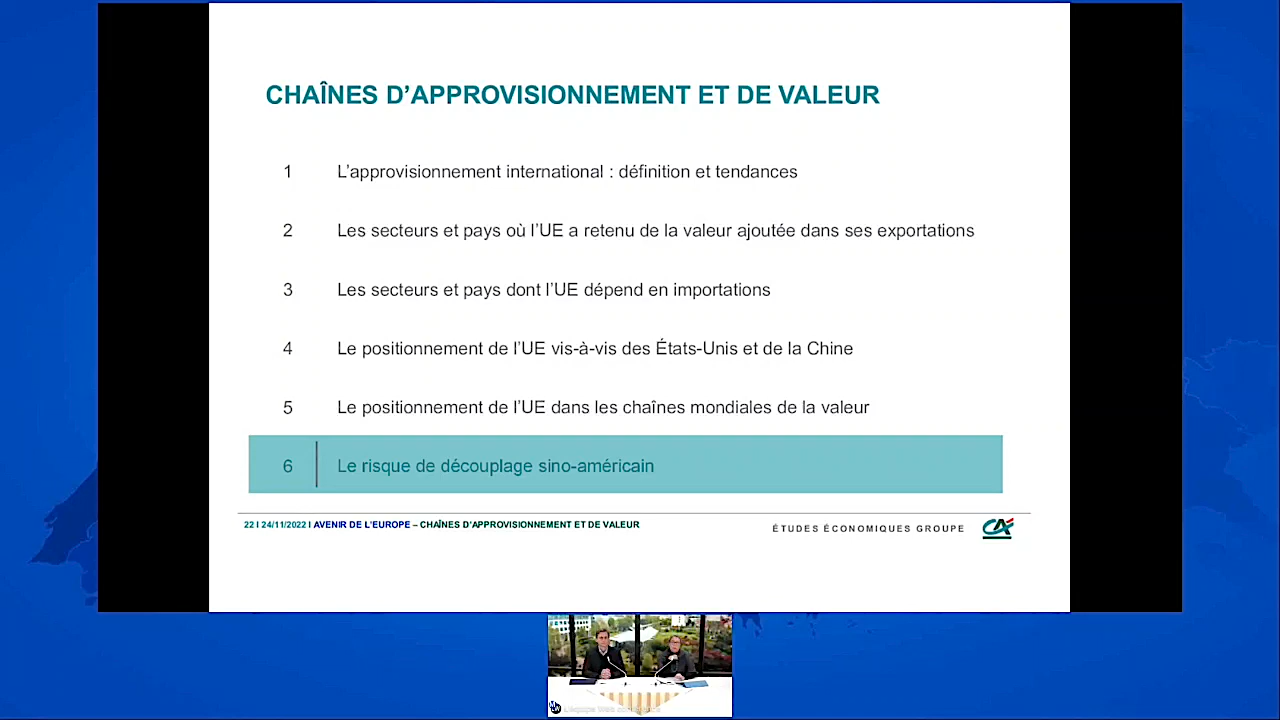 CHAÎNES D'APPROVISIONNEMENT ET DE VALEUR
1 L'approvisionnement international : définition et tendances
2 Les secteurs et pays où l'UE a retenu de la valeur ajoutée dans ses exportations
3 Les secteurs et pays dont l'UE dépend en importations
4 Le positionnement de l'UE vis-à-vis des États-Unis et de la Chine
5 Le positionnement de l'UE dans les chaînes mondiales de la valeur
6 Le risque de découplage sino-américain
22 I 24/11/2022 I AVENIR DE L'EUROPE – CHAÎNES D'APPROVISIONNEMENT ET DE VALEUR
ÉTUDES ÉCONOMIQUES GROUPE
CA